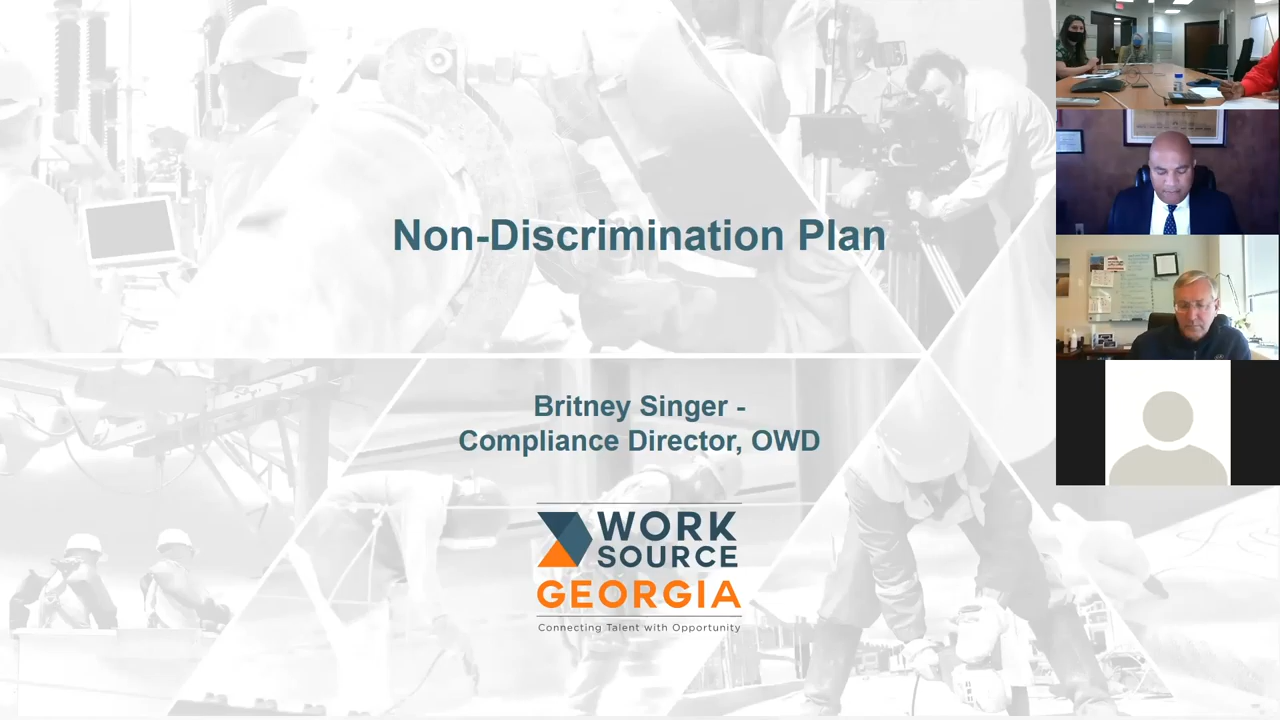 Non-Discrimination Plan
Britney Singer -
Compliance Director, OWD
WORK
SOURCE
GEORGIA
Connecting Talent with Opportunity